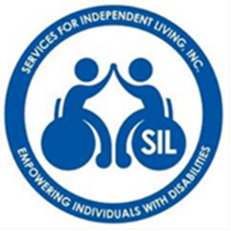 SERVICES FOR INDEPENDENT LIVING, INC.
SIL
EMPOWERING INDIVIDUALS WITH DISABILITIES